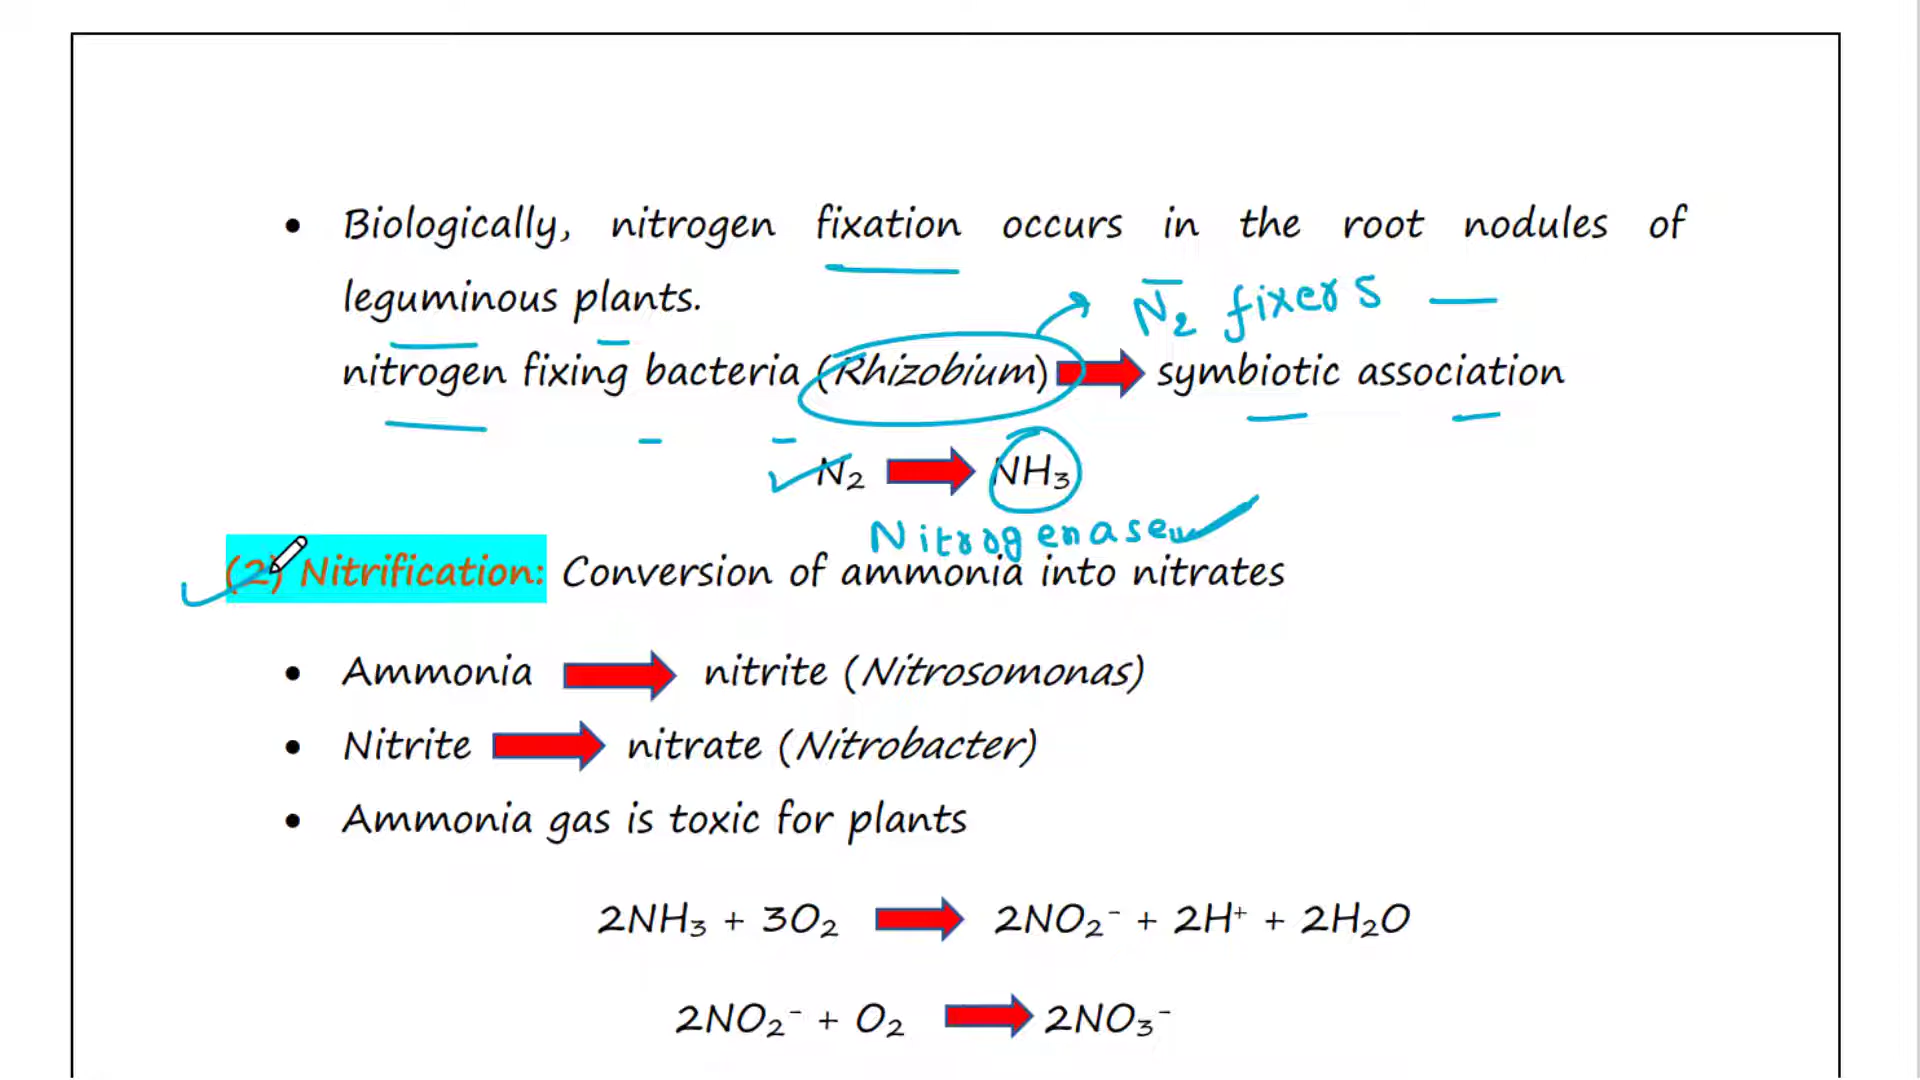 • Biologically, nitrogen fixation occurs in the root nodules of
leguminous plants.
N₂ fixers
nitrogen fixing bacteria (Rhizobium) ➡ symbiotic association
N₂ ➡ NH₃
Nitrogenase
(2) Nitrification: Conversion of ammonia into nitrates
• Ammonia ➡ nitrite (Nitrosomonas)
• Nitrite ➡ nitrate (Nitrobacter)
• Ammonia gas is toxic for plants
2NH₃ + 3O₂ ➡ 2NO₂⁻ + 2H⁺ + 2H₂O
2NO₂⁻ + O₂ ➡ 2NO₃⁻